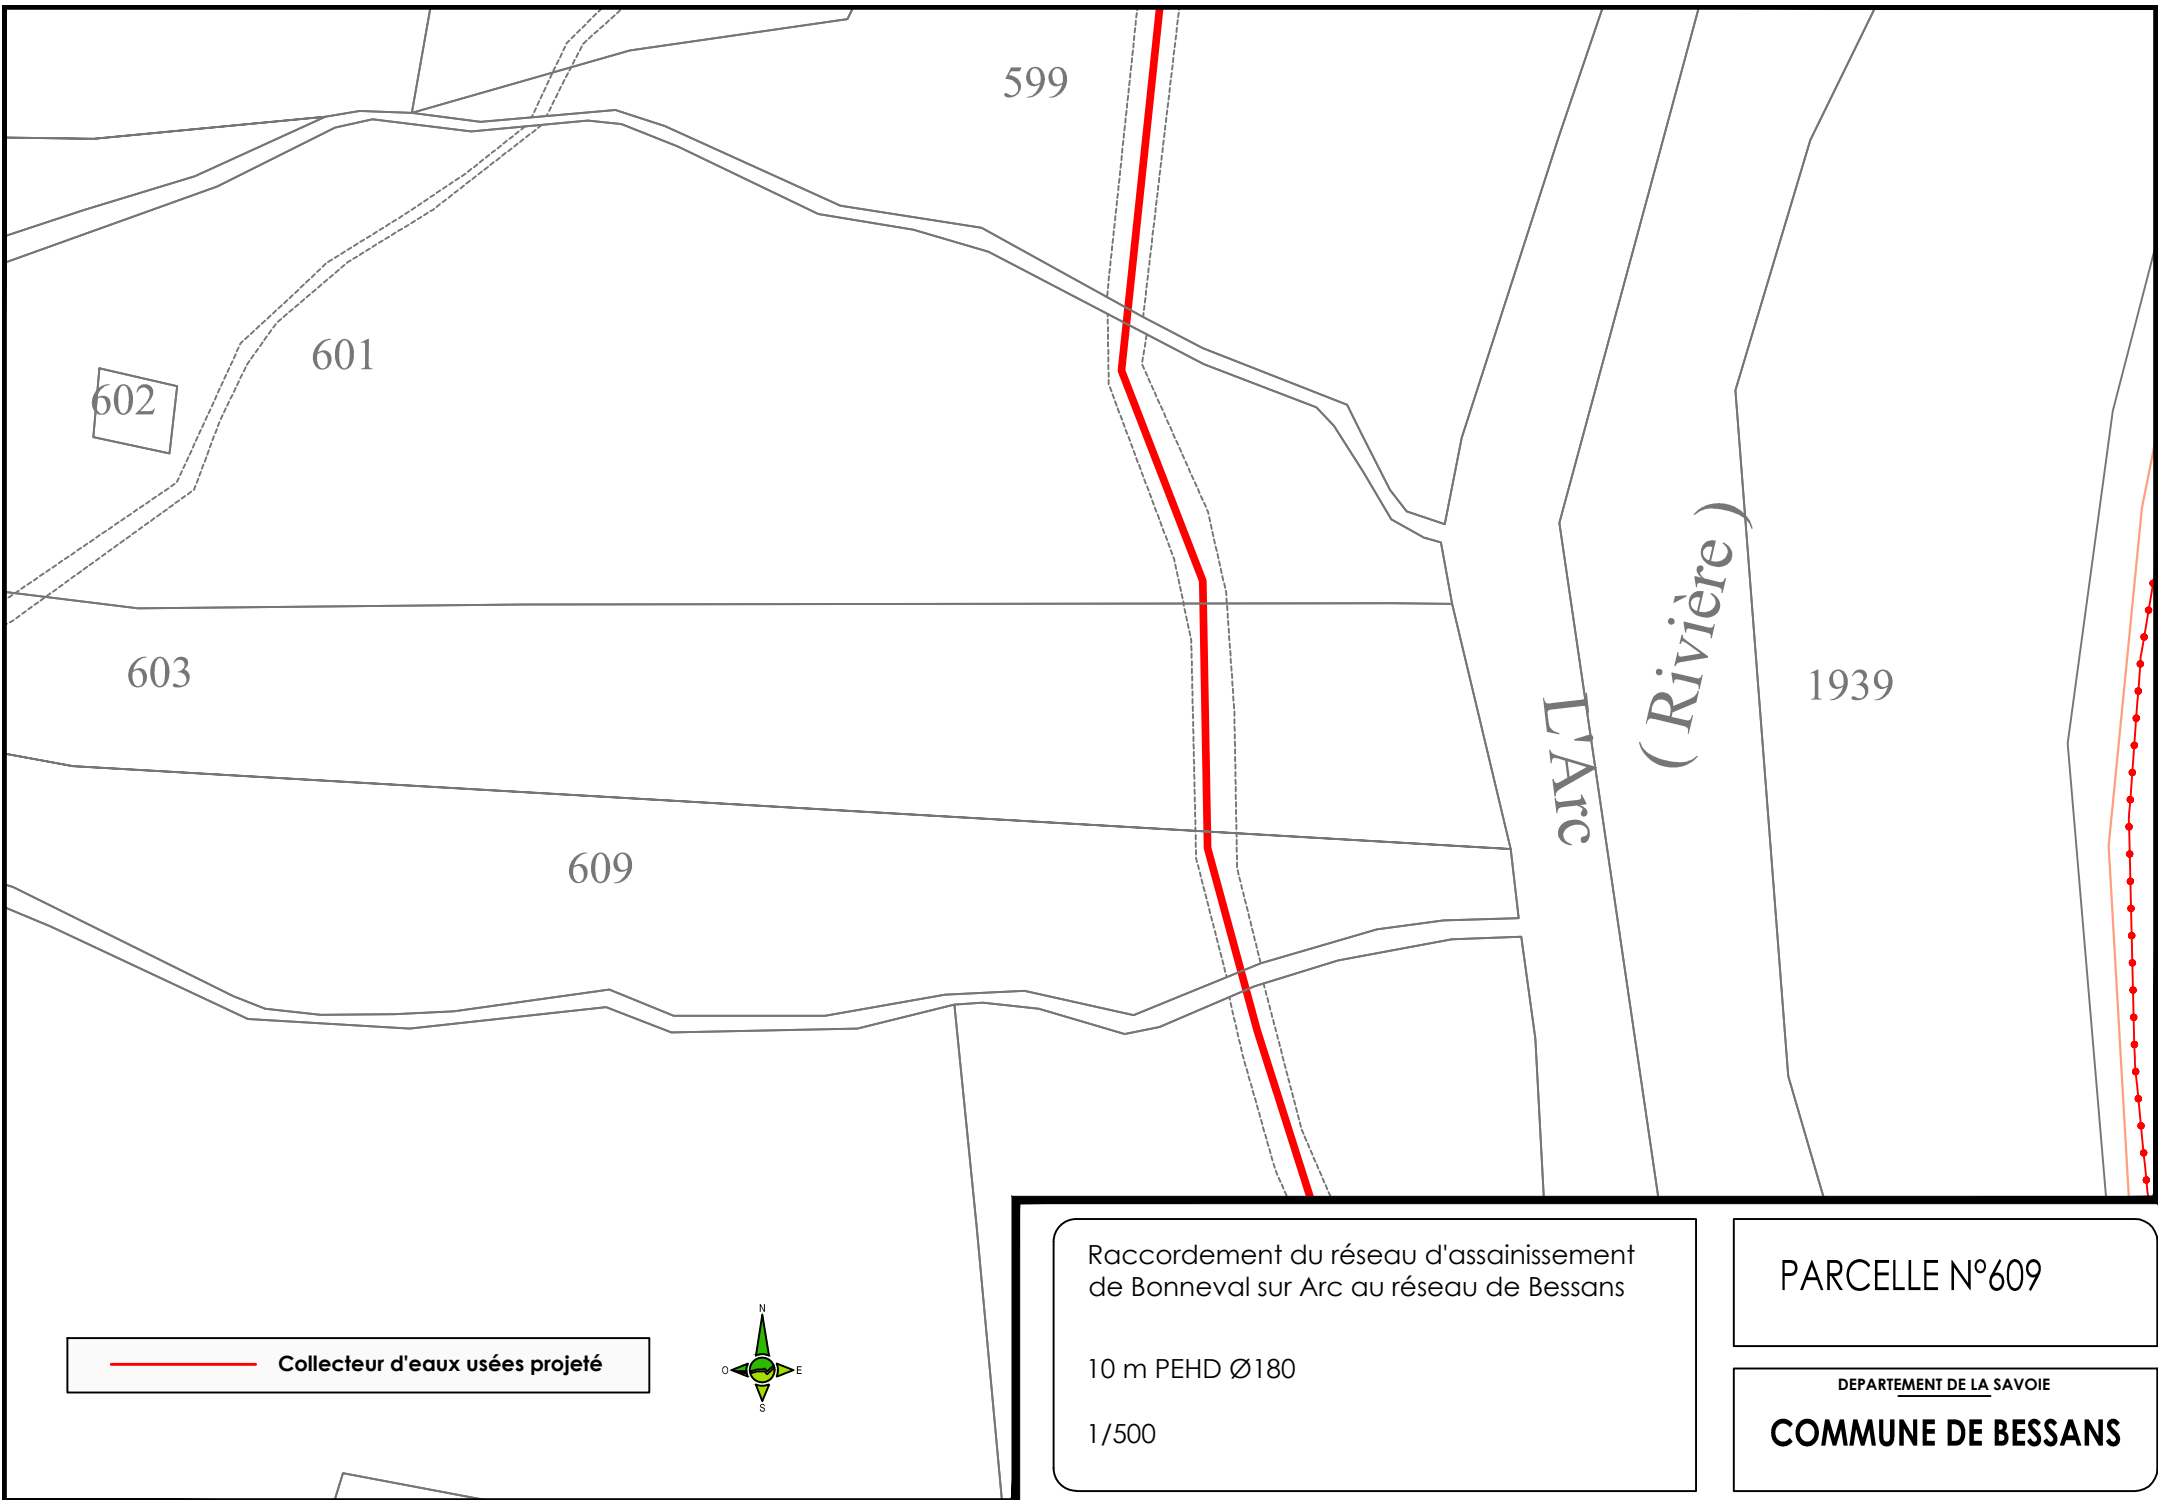 599
601
602
603
609
1939
L'Arc
( Rivière )
Collecteur d'eaux usées projeté
N
O
E
S
Raccordement du réseau d'assainissement
de Bonneval sur Arc au réseau de Bessans
10 m PEHD Ø180
1/500
PARCELLE N°609
DEPARTEMENT DE LA SAVOIE
COMMUNE DE BESSANS